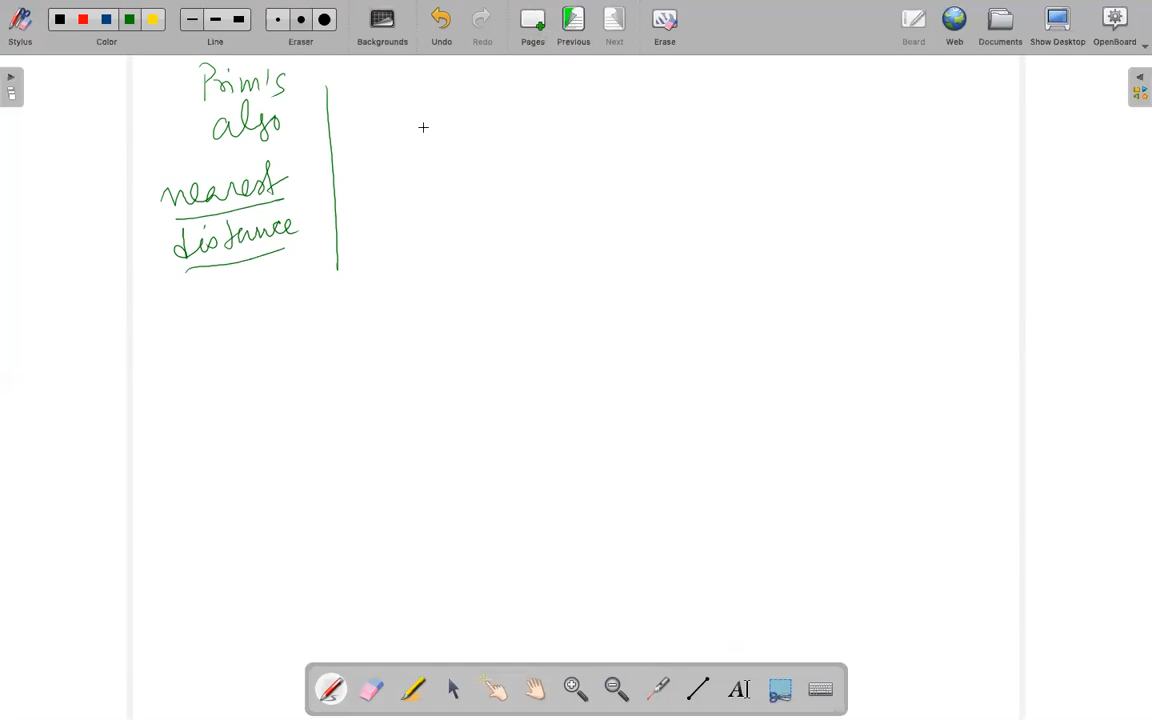 Stylus
Color
Line
Eraser
Backgrounds
Undo
Redo
Pages
Previous
Next
Erase
Board
Web
Documents
Show Desktop
OpenBoard
Prim's
algo
nearest
distance